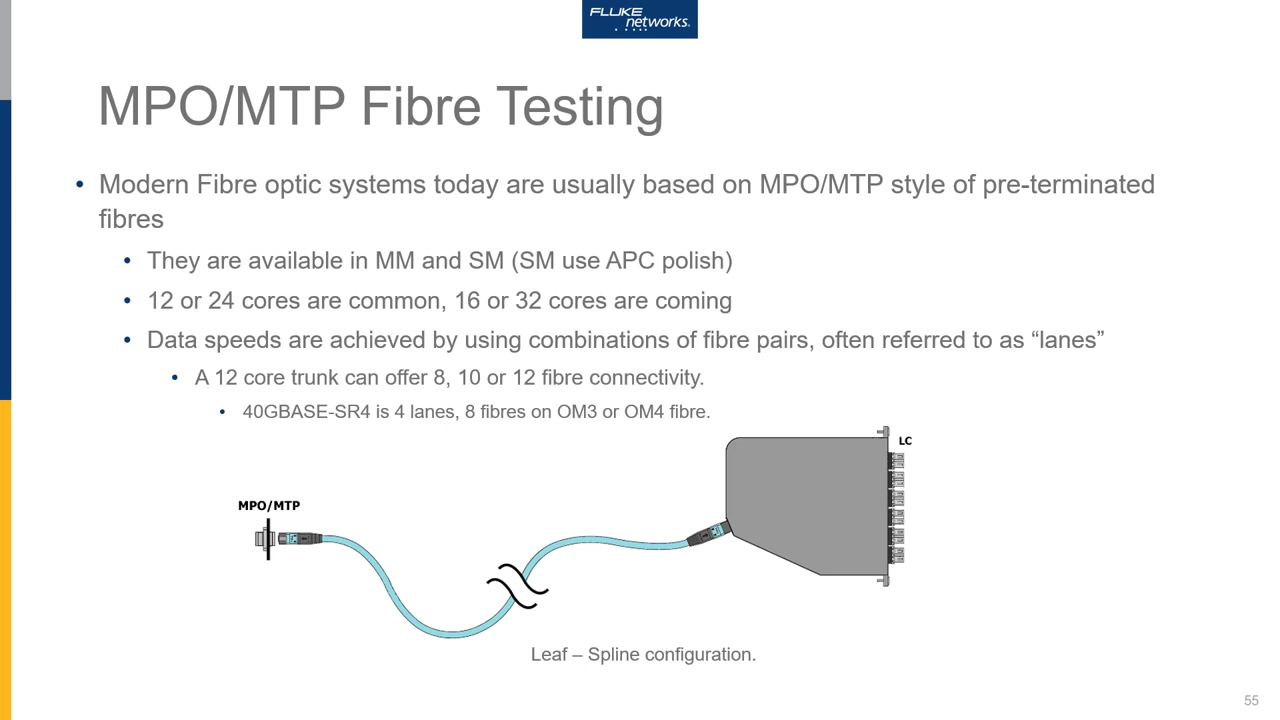 FLUKE
networks®
MPO/MTP Fibre Testing
• Modern Fibre optic systems today are usually based on MPO/MTP style of pre-terminated
fibres
• They are available in MM and SM (SM use APC polish)
• 12 or 24 cores are common, 16 or 32 cores are coming
• Data speeds are achieved by using combinations of fibre pairs, often referred to as “lanes”
• A 12 core trunk can offer 8, 10 or 12 fibre connectivity.
• 40GBASE-SR4 is 4 lanes, 8 fibres on OM3 or OM4 fibre.
LC
MPO/MTP
Leaf – Spline configuration.
55